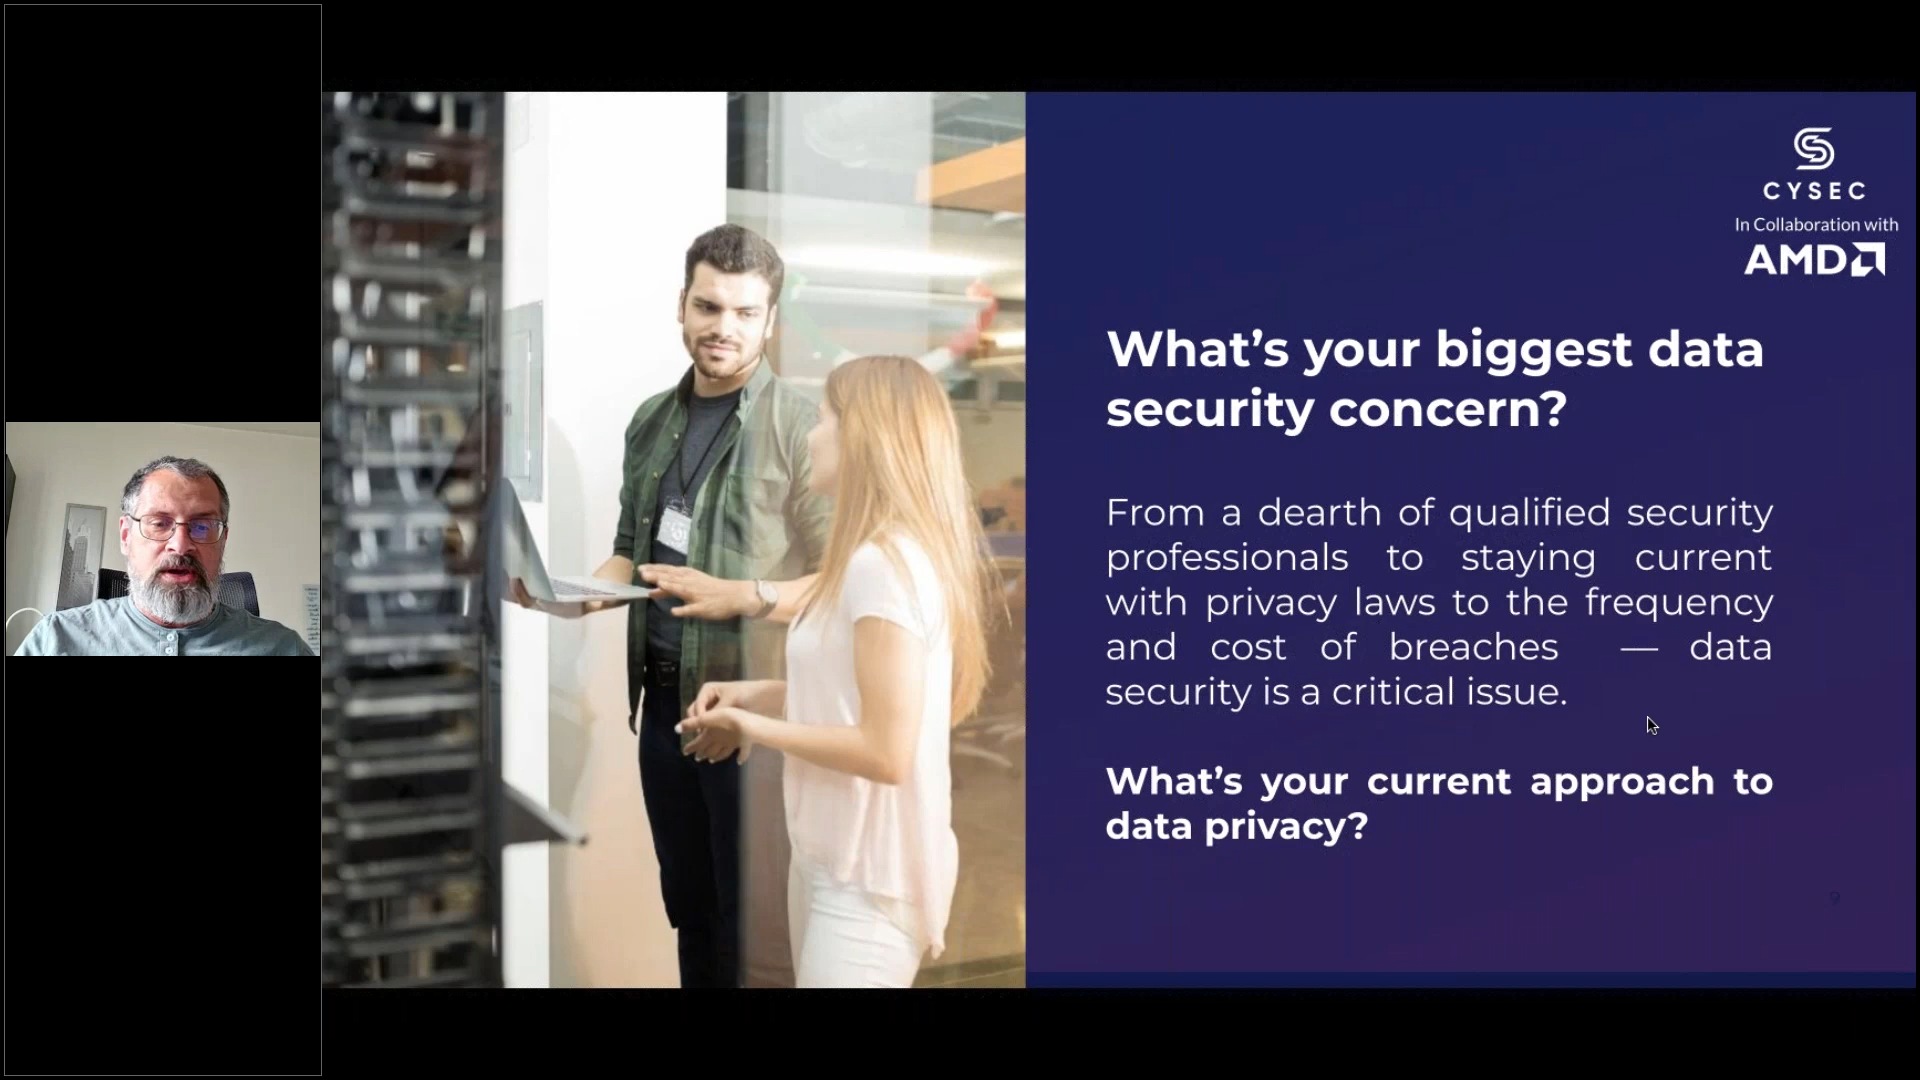 CYSEC
In Collaboration with
AMD
What's your biggest data
security concern?
From a dearth of qualified security
professionals to staying current
with privacy laws to the frequency
and cost of breaches — data
security is a critical issue.
What's your current approach to
data privacy?
9